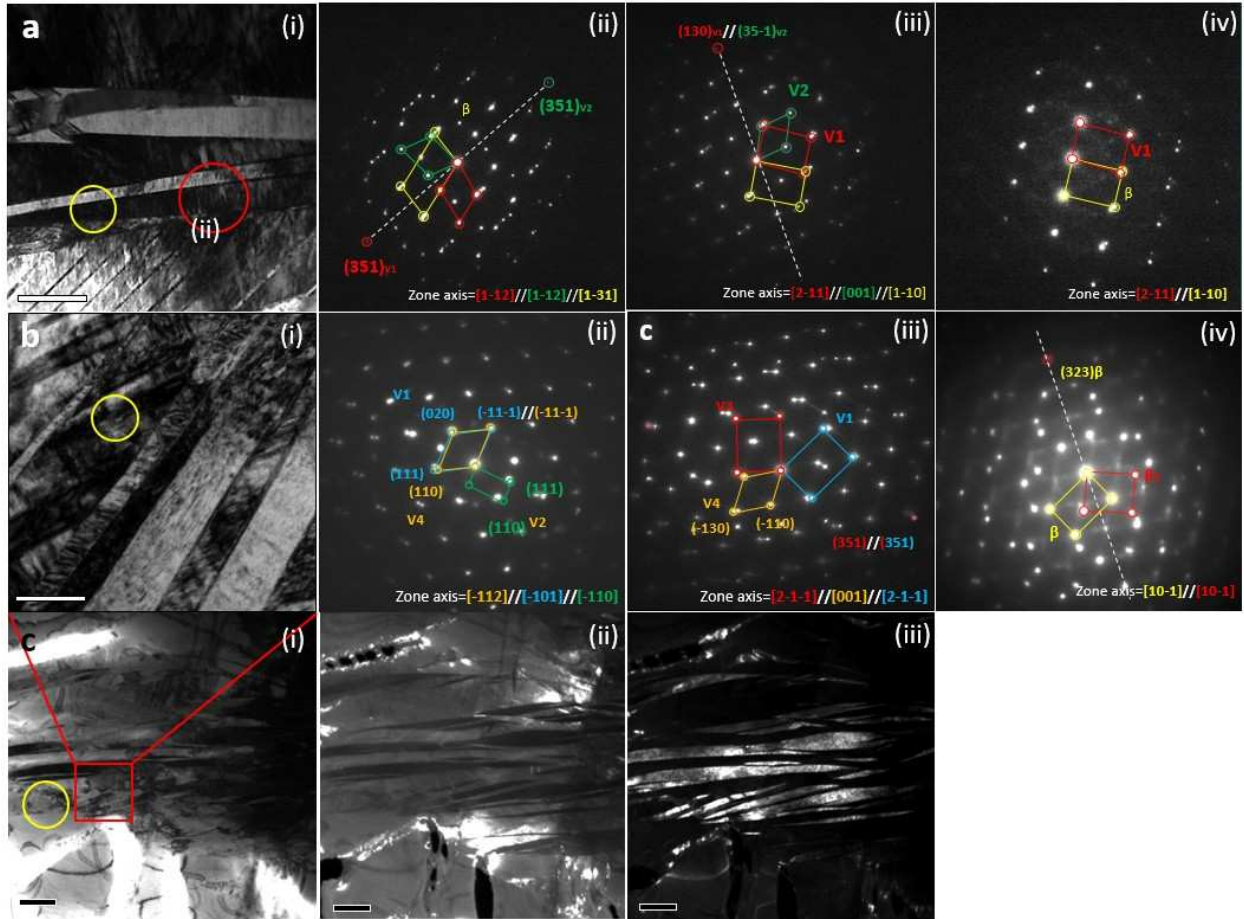 a
(i)
(ii)
(ii)
β
(351)V2
(351)V1
Zone axis=[1-12]//[1-12]//[1-31]
(iii)
(130)V1//(35-1)V2
V2
V1
Zone axis=[2-11]//[001]//[1-10]
(iv)
V1
β
Zone axis=[2-11]//[1-10]
b
(i)
(ii)
V1
(020)
(-11-1)//(-11-1)
(111)
(110)
(111)
(110)
V4
V2
Zone axis=[-112]//[-101]//[-110]
c
(iii)
V3
V1
V4
(-130)
(-110)
(351)//(351)
Zone axis=[2-1-1]//[001]//[2-1-1]
(iv)
(323)β
β
Zone axis=[10-1]//[10-1]
c
(i)
(ii)
(iii)